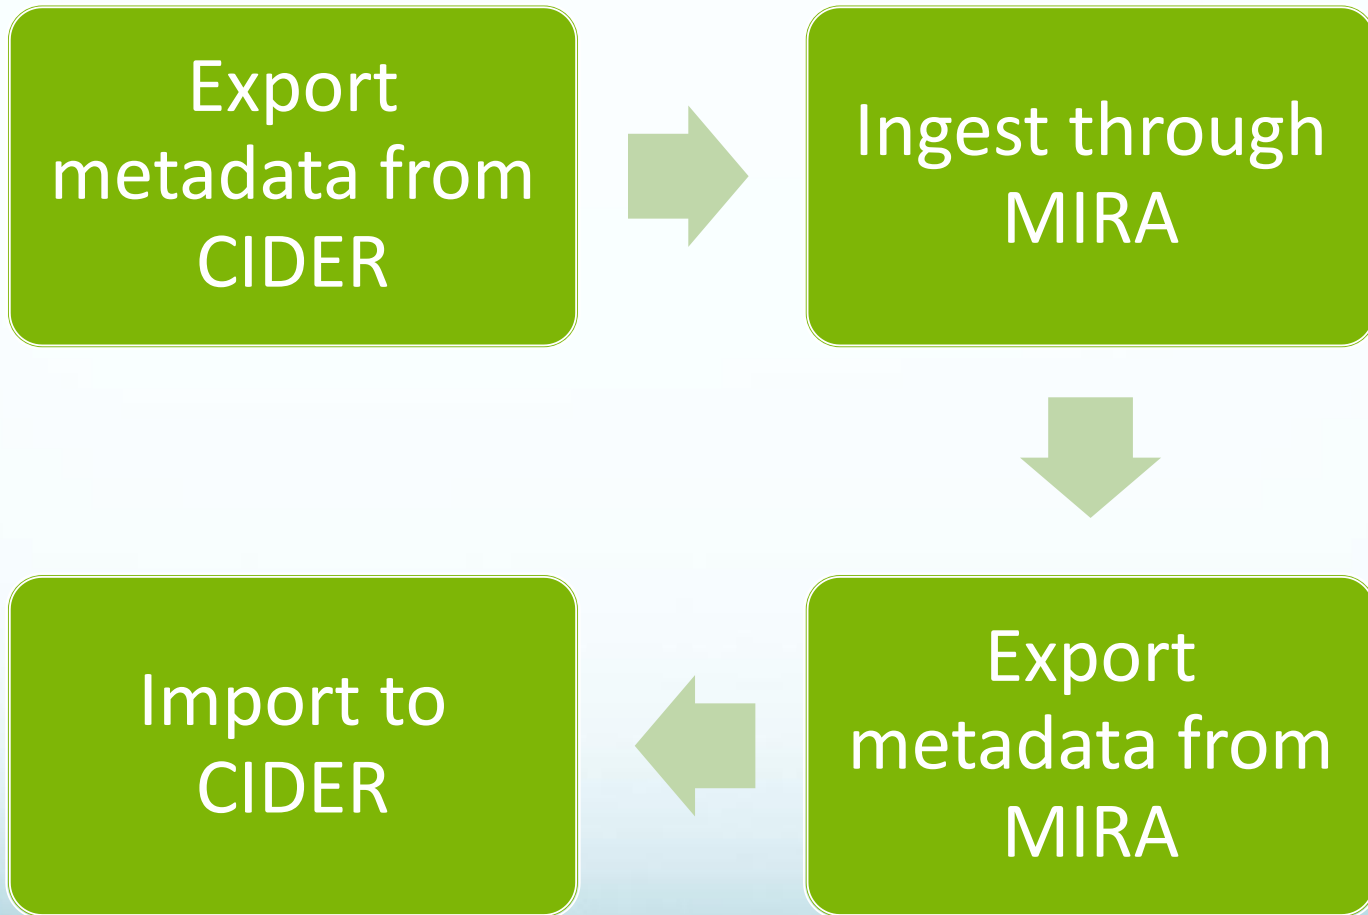 Export
metadata from
CIDER
Ingest through
MIRA
Export
metadata from
MIRA
Import to
CIDER